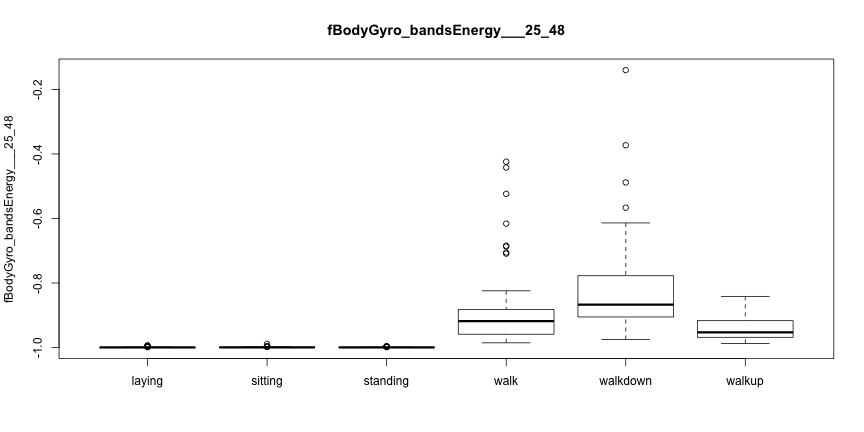 fBodyGyro_bandsEnergy___25_48
fBodyGyro_bandsEnergy___25_48
-0.2
-0.4
-0.6
-0.8
-1.0
laying sitting standing walk walkdown walkup